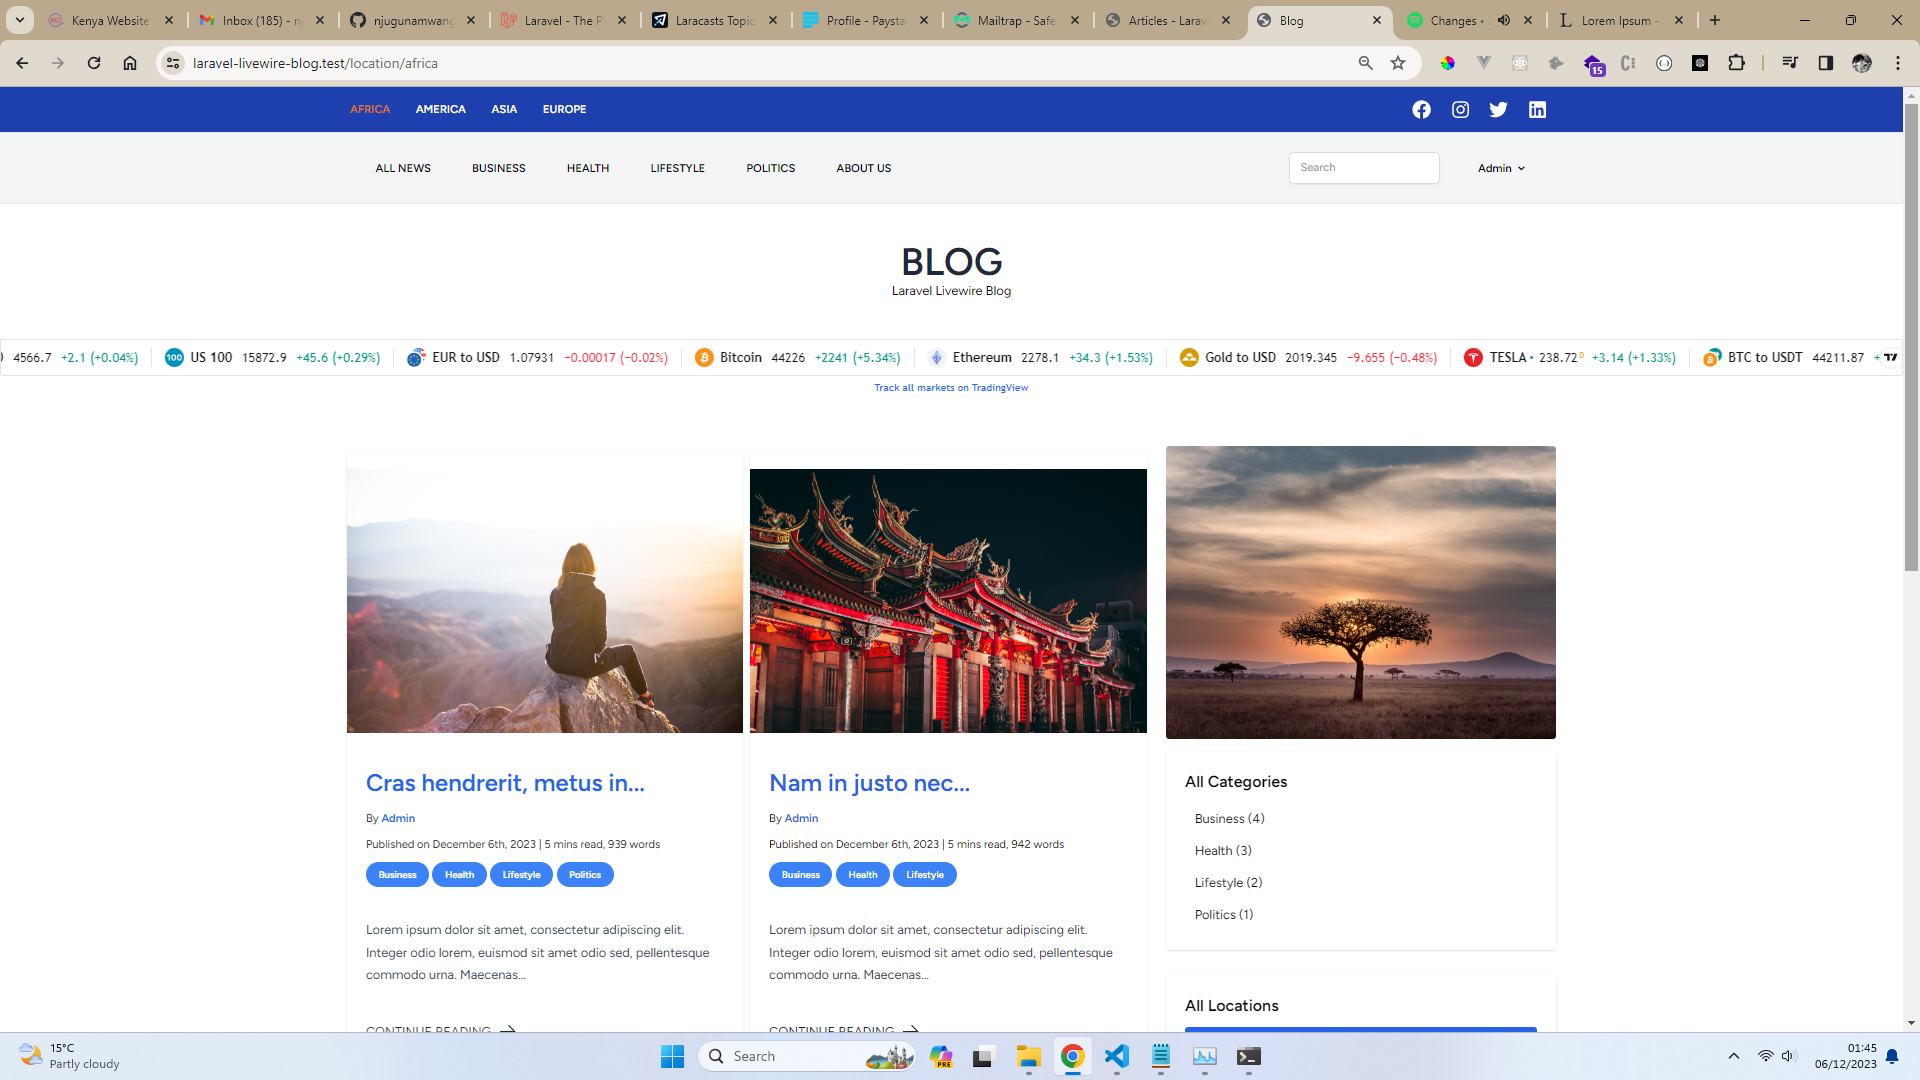 Kenya Website
Inbox (185) - nj
njugunamwang
Laravel - The P
Laracasts Topic
Profile - Paysta
Mailtrap - Safe
Articles - Larav
Blog
Changes •
Lorem Ipsum -
laravel-livewire-blog.test/location/africa
15
AFRICA AMERICA ASIA EUROPE
ALL NEWS BUSINESS HEALTH LIFESTYLE POLITICS ABOUT US Search Admin
BLOG
Laravel Livewire Blog
4566.7 +2.1 (+0.04%) 100 US 100 15872.9 +45.6 (+0.29%) EUR to USD 1.07931 −0.00017 (−0.02%) Bitcoin 44226 +2241 (+5.34%) Ethereum 2278.1 +34.3 (+1.53%) Gold to USD 2019.345 −9.655 (−0.48%) TESLA • 238.72 D +3.14 (+1.33%) BTC to USDT 44211.87 +
Track all markets on TradingView
Cras hendrerit, metus in...
By Admin
Published on December 6th, 2023 | 5 mins read, 939 words
Business Health Lifestyle Politics
Lorem ipsum dolor sit amet, consectetur adipiscing elit.
Integer odio lorem, euismod sit amet odio sed, pellentesque
commodo urna. Maecenas...
CONTINUE READING
Nam in justo nec...
By Admin
Published on December 6th, 2023 | 5 mins read, 942 words
Business Health Lifestyle
Lorem ipsum dolor sit amet, consectetur adipiscing elit.
Integer odio lorem, euismod sit amet odio sed, pellentesque
commodo urna. Maecenas...
CONTINUE READING
All Categories
Business (4)
Health (3)
Lifestyle (2)
Politics (1)
All Locations
15°C
Partly cloudy
Search
PRE
01:45
06/12/2023